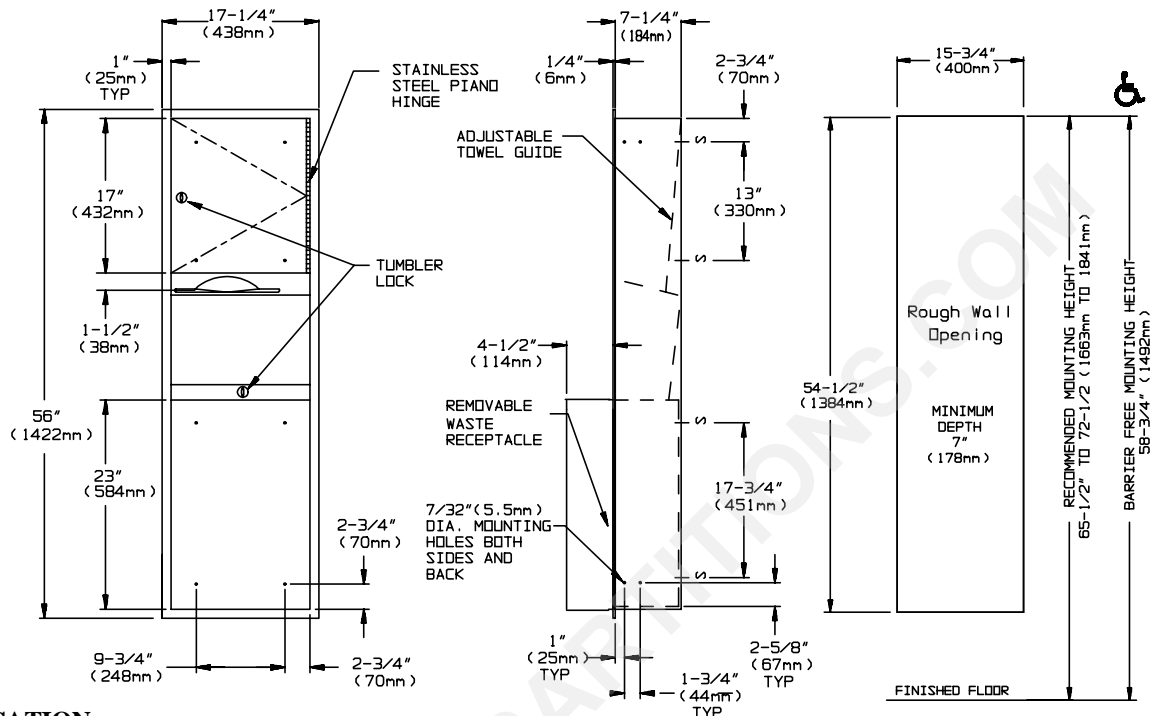 17-1/4"
(438mm)
1"
(25mm)
TYP
STAINLESS
STEEL PIANO
HINGE
17"
(432mm)
TUMBLER
LOCK
1-1/2"
(38mm)
56"
(1422mm)
23"
(584mm)
2-3/4"
(70mm)
9-3/4"
(248mm)
2-3/4"
(70mm)
7-1/4"
(184mm)
1/4"
(6mm)
2-3/4"
(70mm)
ADJUSTABLE
TOWEL GUIDE
13"
(330mm)
4-1/2"
(114mm)
REMOVABLE
WASTE
RECEPTACLE
7/32"(5.5mm)
DIA. MOUNTING
HOLES BOTH
SIDES AND
BACK
17-3/4"
(451mm)
S
S
S
S
1"
(25mm)
TYP
1-3/4"
(44mm)
TYP
2-5/8"
(67mm)
TYP
15-3/4"
(400mm)
Rough Wall
Opening
54-1/2"
(1384mm)
MINIMUM
DEPTH
7"
(178mm)
RECOMMENDED MOUNTING HEIGHT
65-1/2" TO 72-1/2 (1663mm TO 1841mm)
BARRIER FREE MOUNTING HEIGHT
58-3/4" (1492mm)
FINISHED FLOOR
ARTITIONS.COM